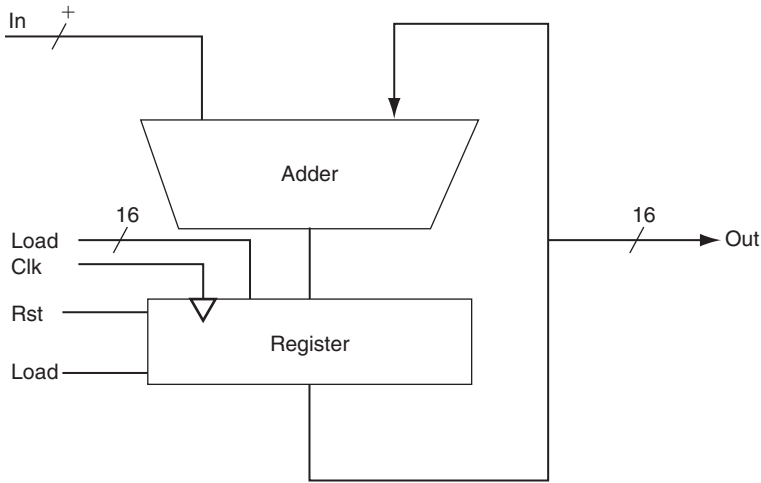 In
+
Adder
16
Load
Clk
16
Out
Rst
Register
Load